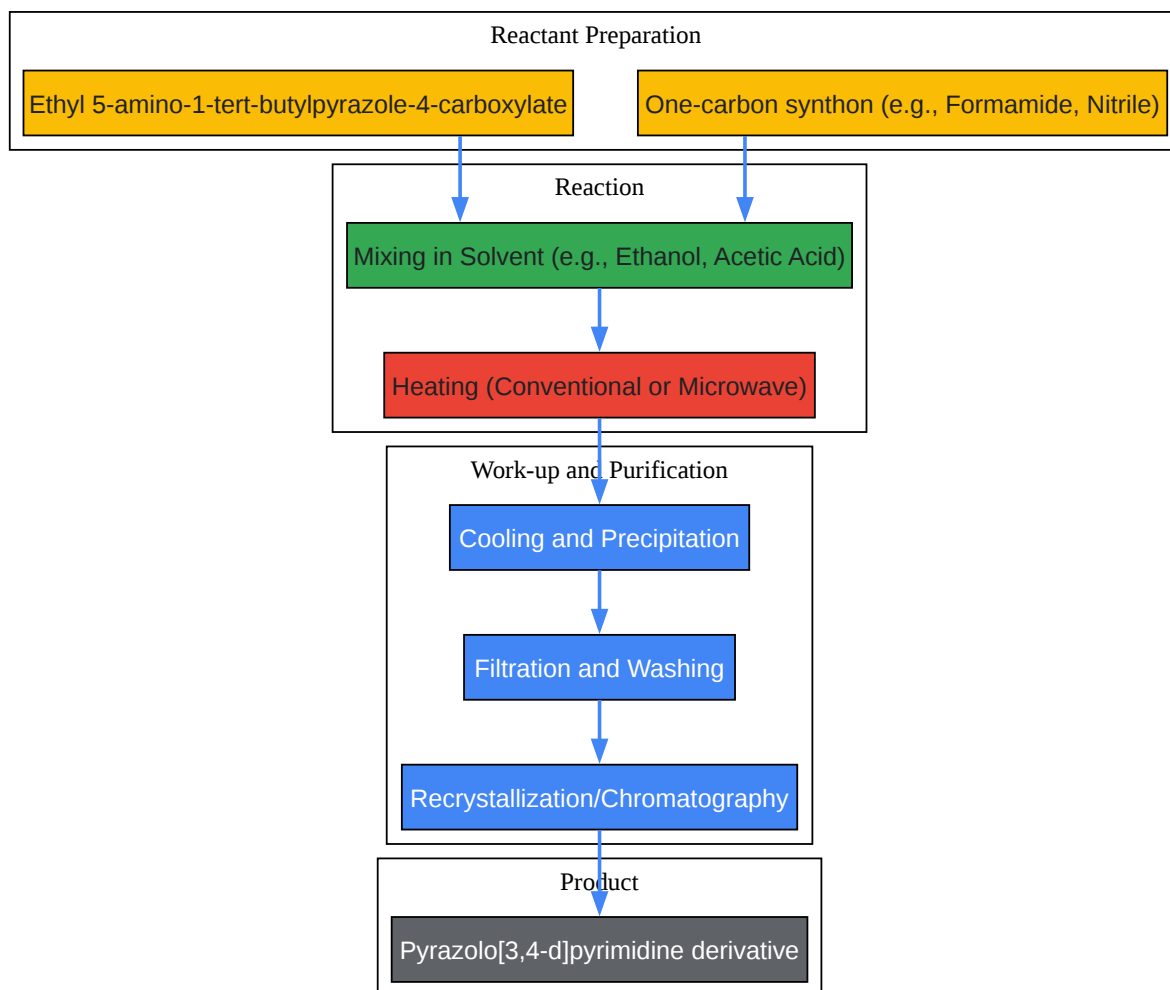 Reactant Preparation
Ethyl 5-amino-1-tert-butylpyrazole-4-carboxylate
One-carbon synthon (e.g., Formamide, Nitrile)
Reaction
Mixing in Solvent (e.g., Ethanol, Acetic Acid)
Heating (Conventional or Microwave)
Work-up and Purification
Cooling and Precipitation
Filtration and Washing
Recrystallization/Chromatography
Product
Pyrazolo[3,4-d]pyrimidine derivative